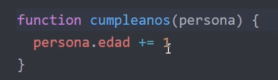 function cumpleanos(persona) {
persona.edad += 1
}